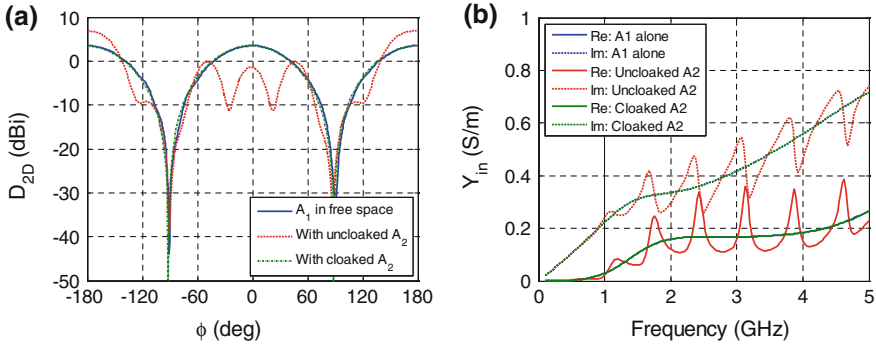 (a)
10
0
-10
-20
-30
-40
-50
D2D (dBi)
-180
-120
-60
0
60
120
180
ϕ (deg)
A1 in free space
With uncloaked A2
With cloaked A2
(b)
1
0.8
0.6
0.4
0.2
0
Yin (S/m)
0
1
2
3
4
5
Frequency (GHz)
Re: A1 alone
Im: A1 alone
Re: Uncloaked A2
Im: Uncloaked A2
Re: Cloaked A2
Im: Cloaked A2